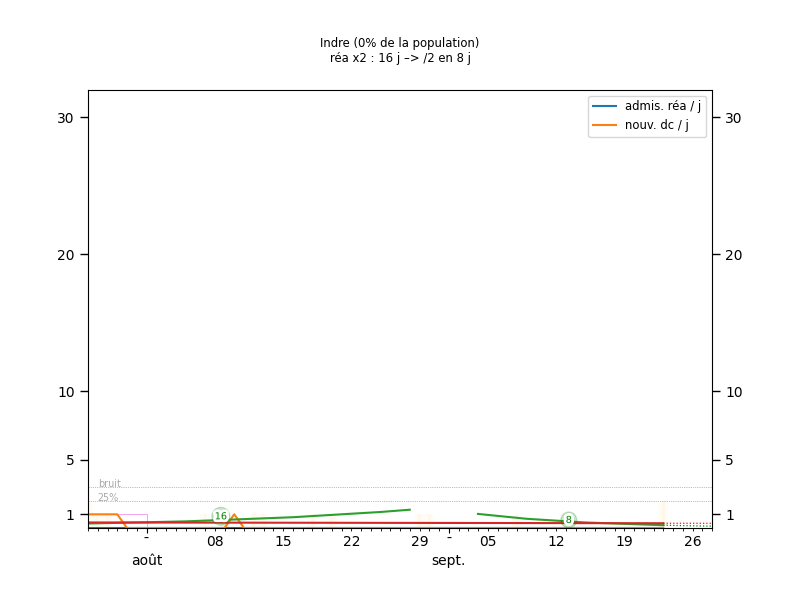 Indre (0% de la population)
réa x2 : 16 j –> /2 en 8 j
admis. réa / j
nouv. dc / j
30
30
20
20
10
10
5
5
bruit
25%
1
1
16
8
- 08 15 22 29 - 05 12 19 26
août sept.